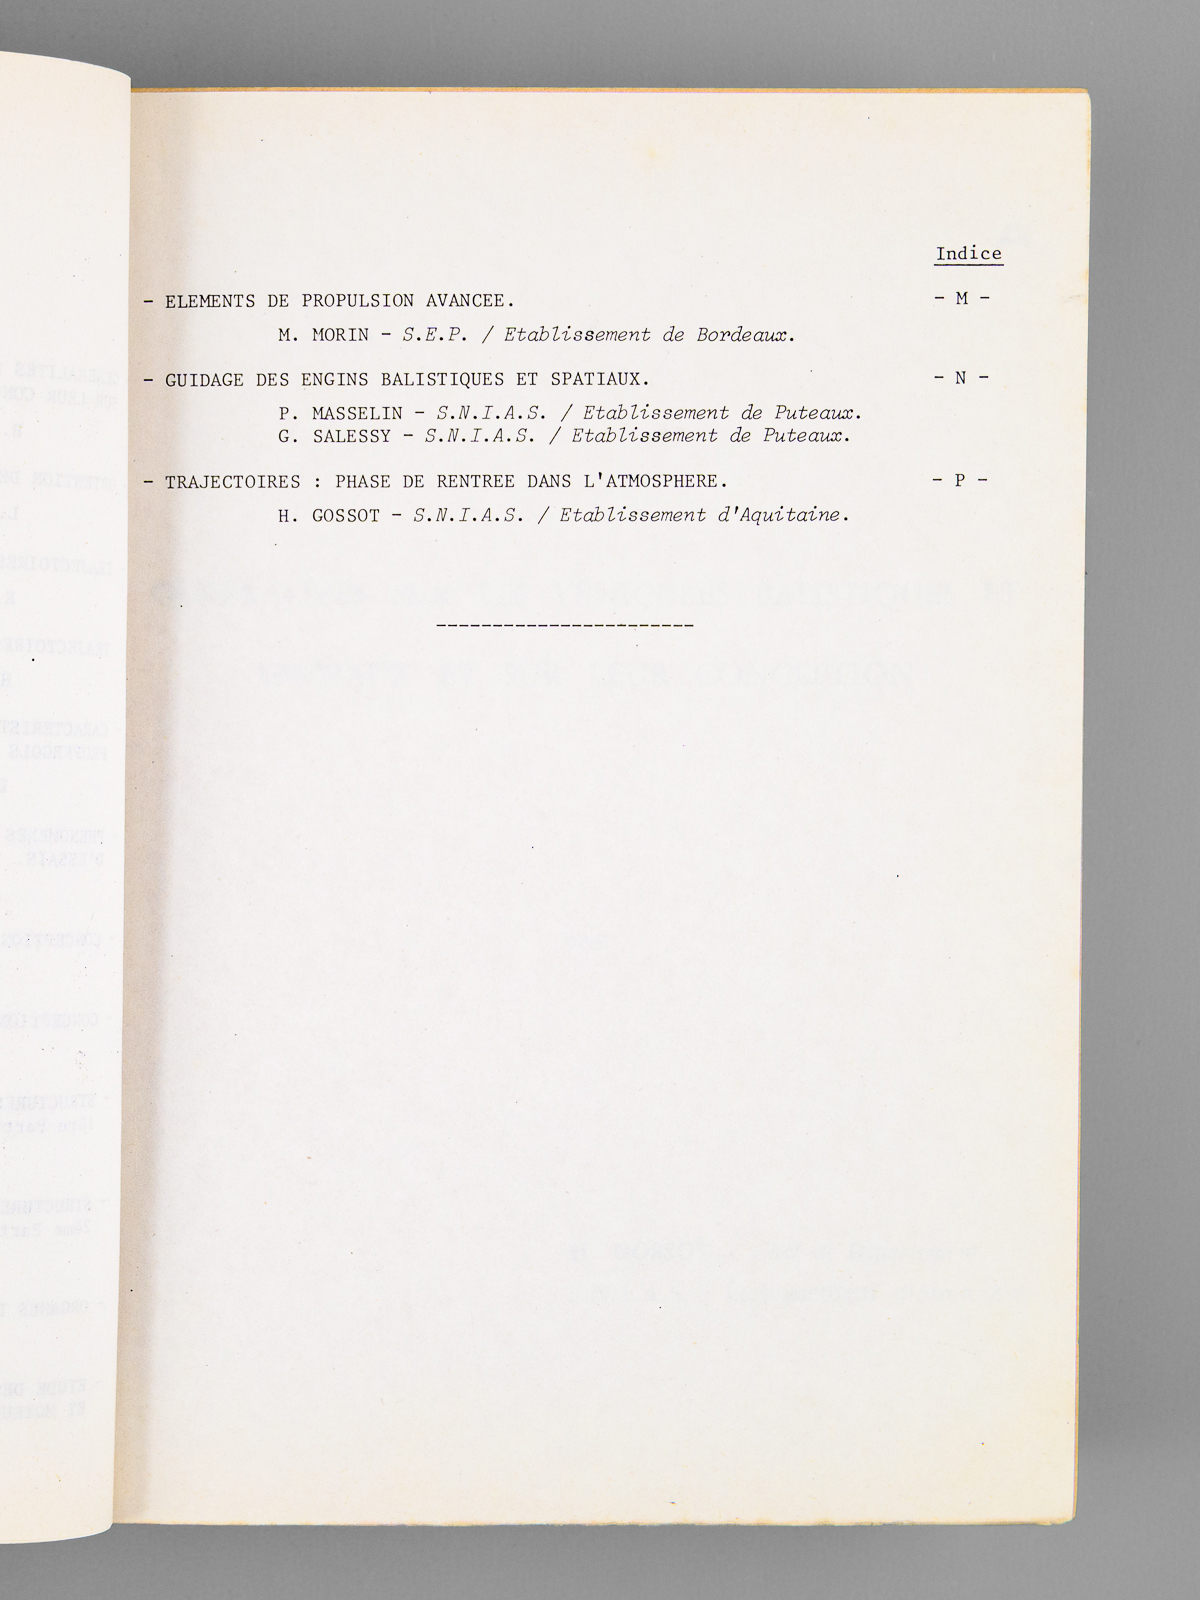 Indice
- ELEMENTS DE PROPULSION AVANCEE. - M -
M. MORIN - S.E.P. / Etablissement de Bordeaux.
- GUIDAGE DES ENGINS BALISTIQUES ET SPATIAUX. - N -
P. MASSELIN - S.N.I.A.S. / Etablissement de Puteaux.
G. SALESSY - S.N.I.A.S. / Etablissement de Puteaux.
- TRAJECTOIRES : PHASE DE RENTREE DANS L'ATMOSPHERE. - P -
H. GOSSOT - S.N.I.A.S. / Etablissement d'Aquitaine.
-----------------------